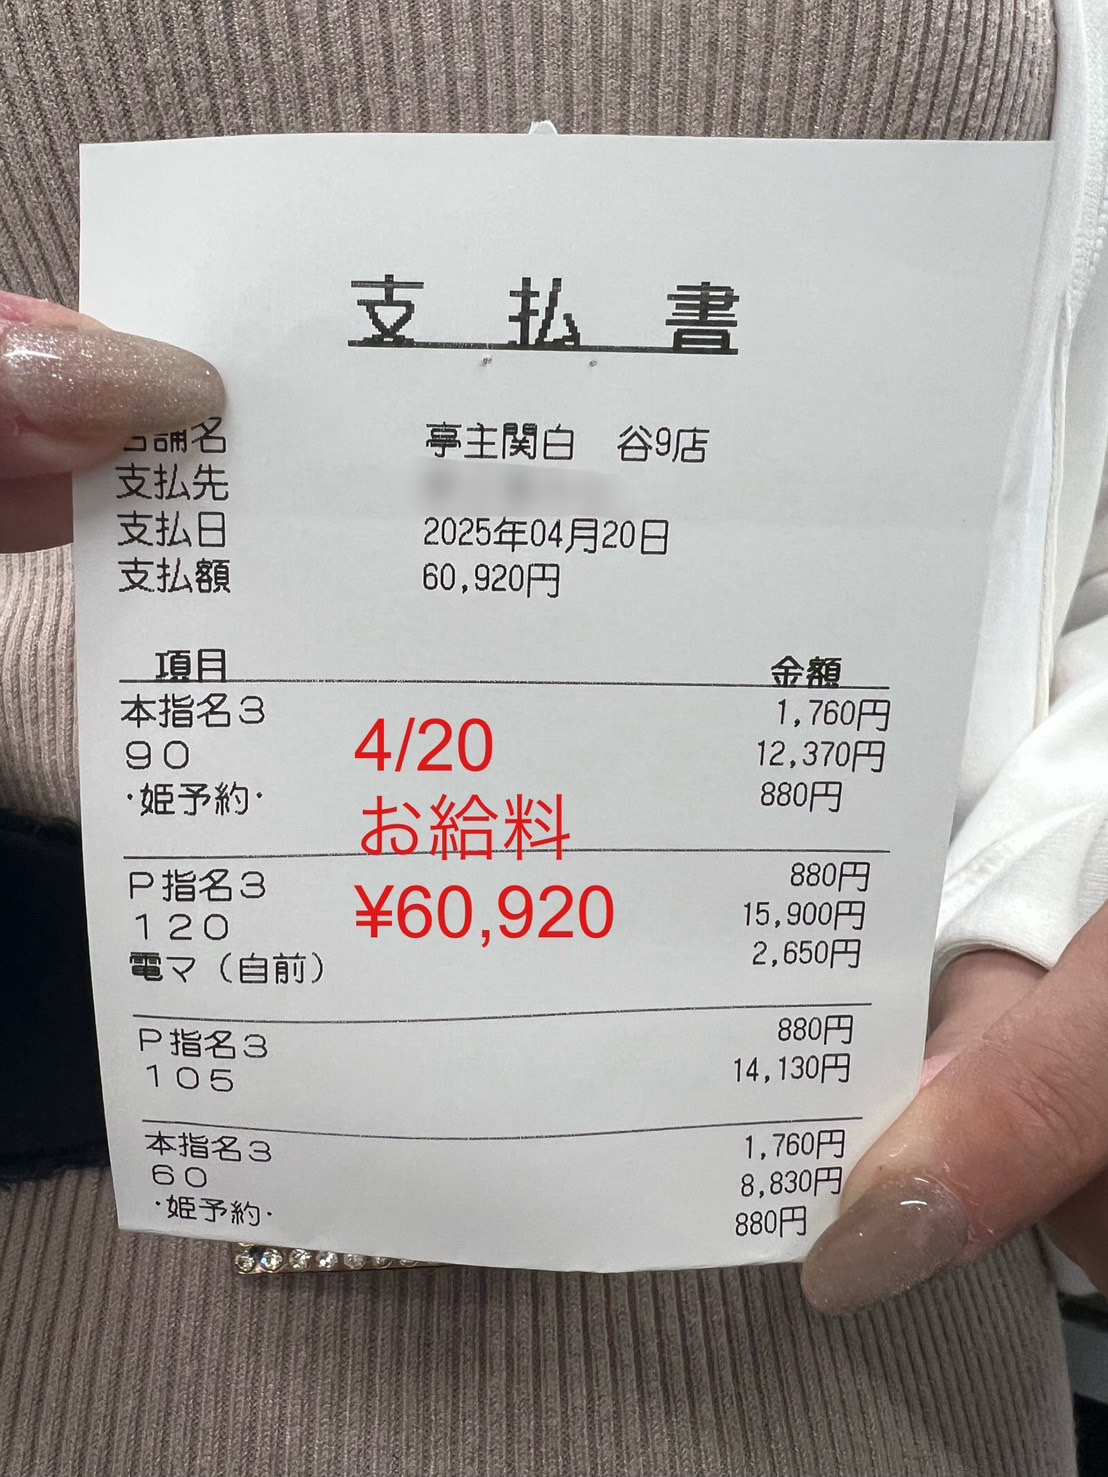 支払書
店舗名 亭主関白 谷9店
支払先
支払日 2025年04月20日
支払額 60,920円
項目 金額
本指名3 1,760円
90 12,370円
・姫予約・ 880円
4/20
お給料
¥60,920
P指名3 880円
120 15,900円
電マ(自前) 2,650円
P指名3 880円
105 14,130円
本指名3 1,760円
60 8,830円
・姫予約・ 880円